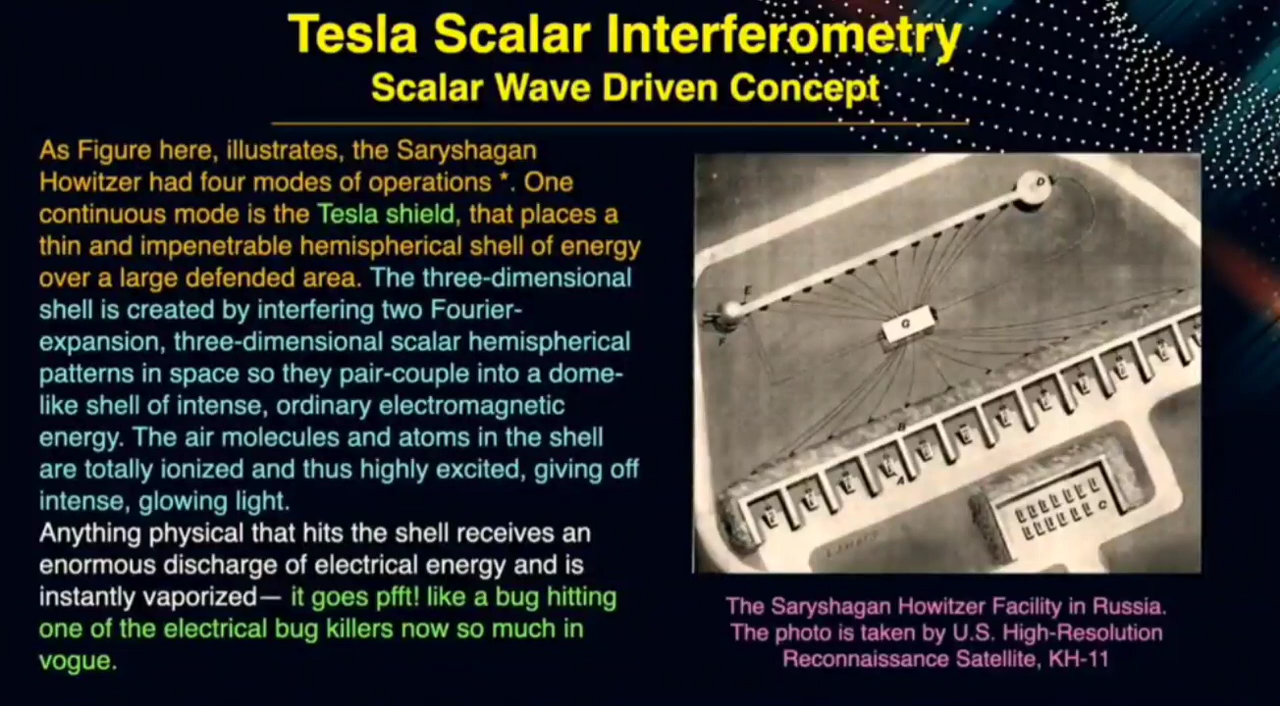 Tesla Scalar Interferometry
Scalar Wave Driven Concept
As Figure here, illustrates, the Saryshagan
Howitzer had four modes of operations *. One
continuous mode is the Tesla shield, that places a
thin and impenetrable hemispherical shell of energy
over a large defended area. The three-dimensional
shell is created by interfering two Fourier-
expansion, three-dimensional scalar hemispherical
patterns in space so they pair-couple into a dome-
like shell of intense, ordinary electromagnetic
energy. The air molecules and atoms in the shell
are totally ionized and thus highly excited, giving off
intense, glowing light.
Anything physical that hits the shell receives an
enormous discharge of electrical energy and is
instantly vaporized— it goes pfft! like a bug hitting
one of the electrical bug killers now so much in
vogue.
D
E
F
G
B
A
C
The Saryshagan Howitzer Facility in Russia.
The photo is taken by U.S. High-Resolution
Reconnaissance Satellite, KH-11